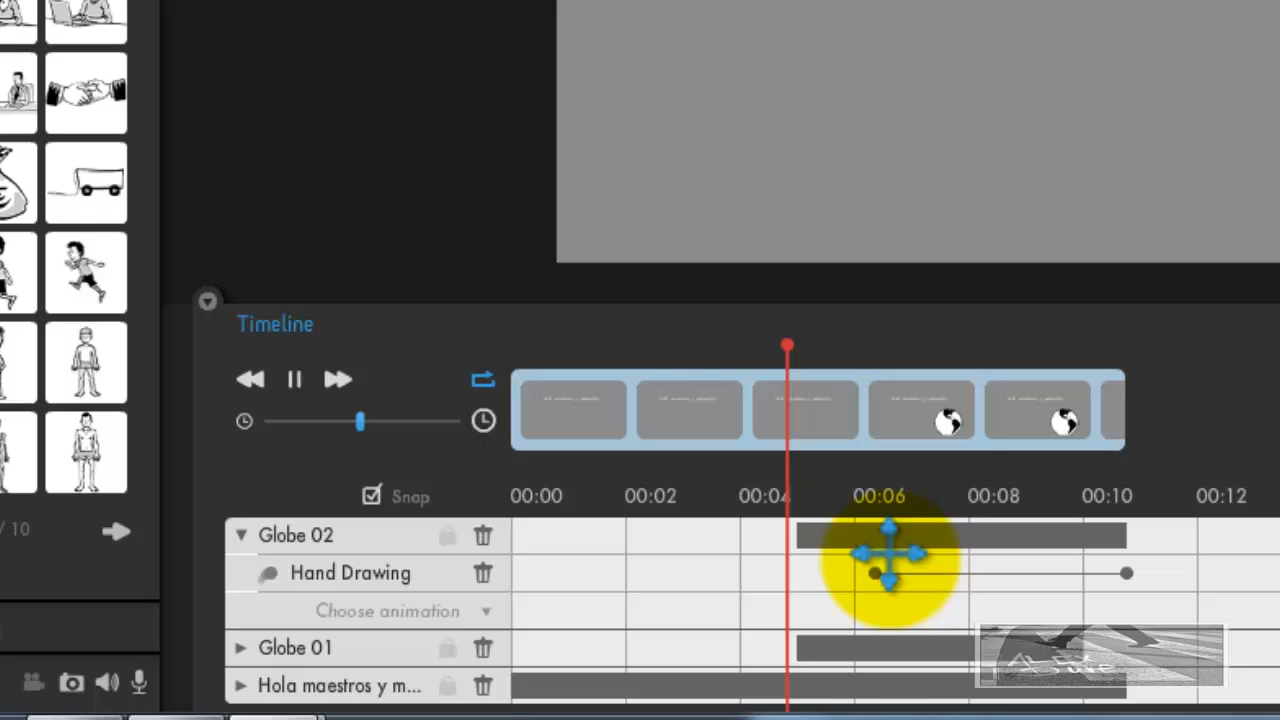 Timeline
Snap
00:00 00:02 00:04 00:06 00:08 00:10 00:12
Globe 02
Hand Drawing
Choose animation
Globe 01
Hola maestros y m...
/ 10